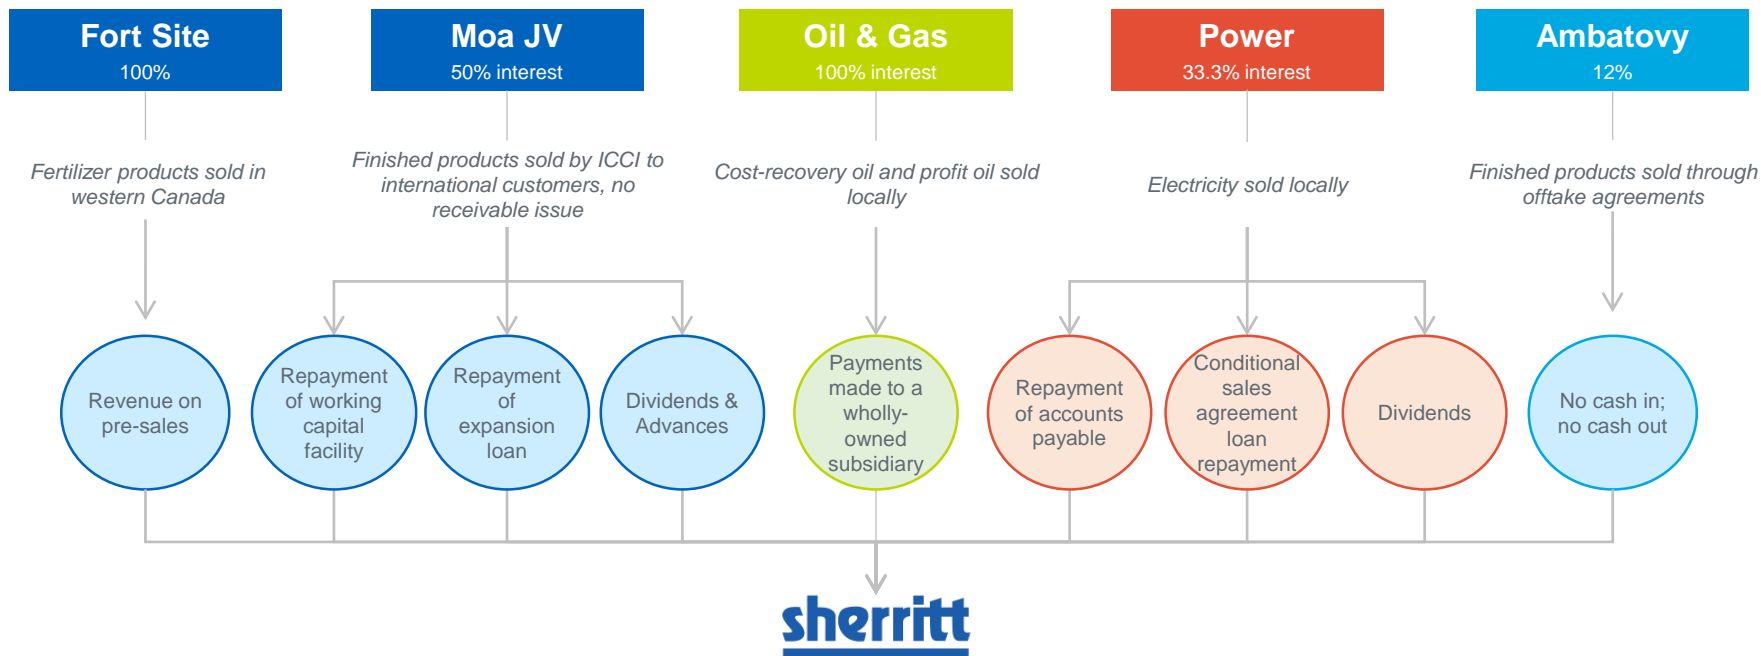 Fort Site
100%
Moa JV
50% interest
Oil & Gas
100% interest
Power
33.3% interest
Ambatovy
12%
Fertilizer products sold in
western Canada
Finished products sold by ICCI to
international customers, no
receivable issue
Cost-recovery oil and profit oil sold
locally
Electricity sold locally
Finished products sold through
offtake agreements
Revenue on
pre-sales
Repayment
of working
capital
facility
Repayment
of
expansion
loan
Dividends &
Advances
Payments
made to a
wholly-
owned
subsidiary
Repayment
of accounts
payable
Conditional
sales
agreement
loan
repayment
Dividends
No cash in;
no cash out
sherritt